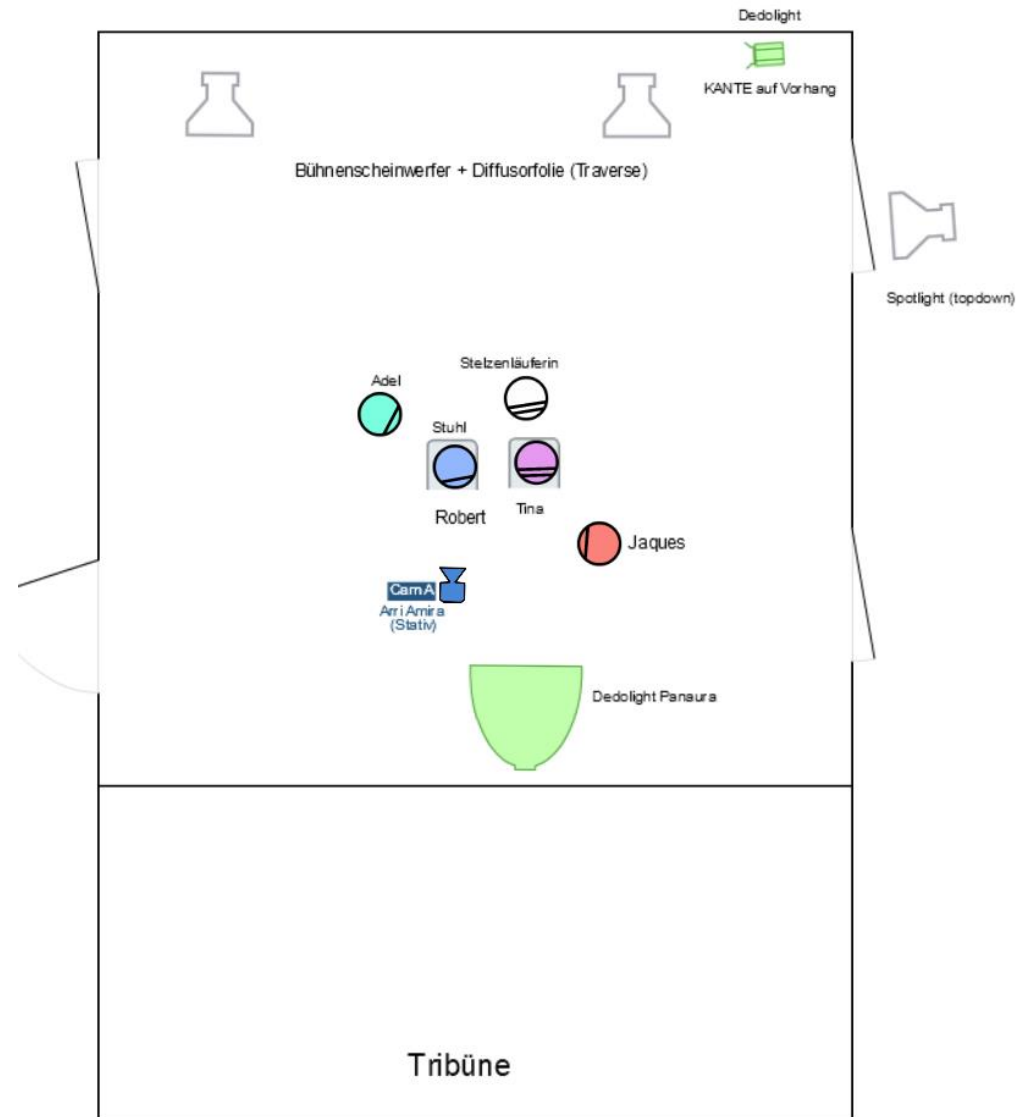 Dedolight
KANTE auf Vorhang
Bühnenscheinwerfer + Diffusorfolie (Traverse)
Spotlight (topdown)
Stelzenläuferin
Adel
Stuhl
Robert
Tina
Jaques
Cam A
Arri Amira
(Stativ)
Dedolight Panaura
Tribüne